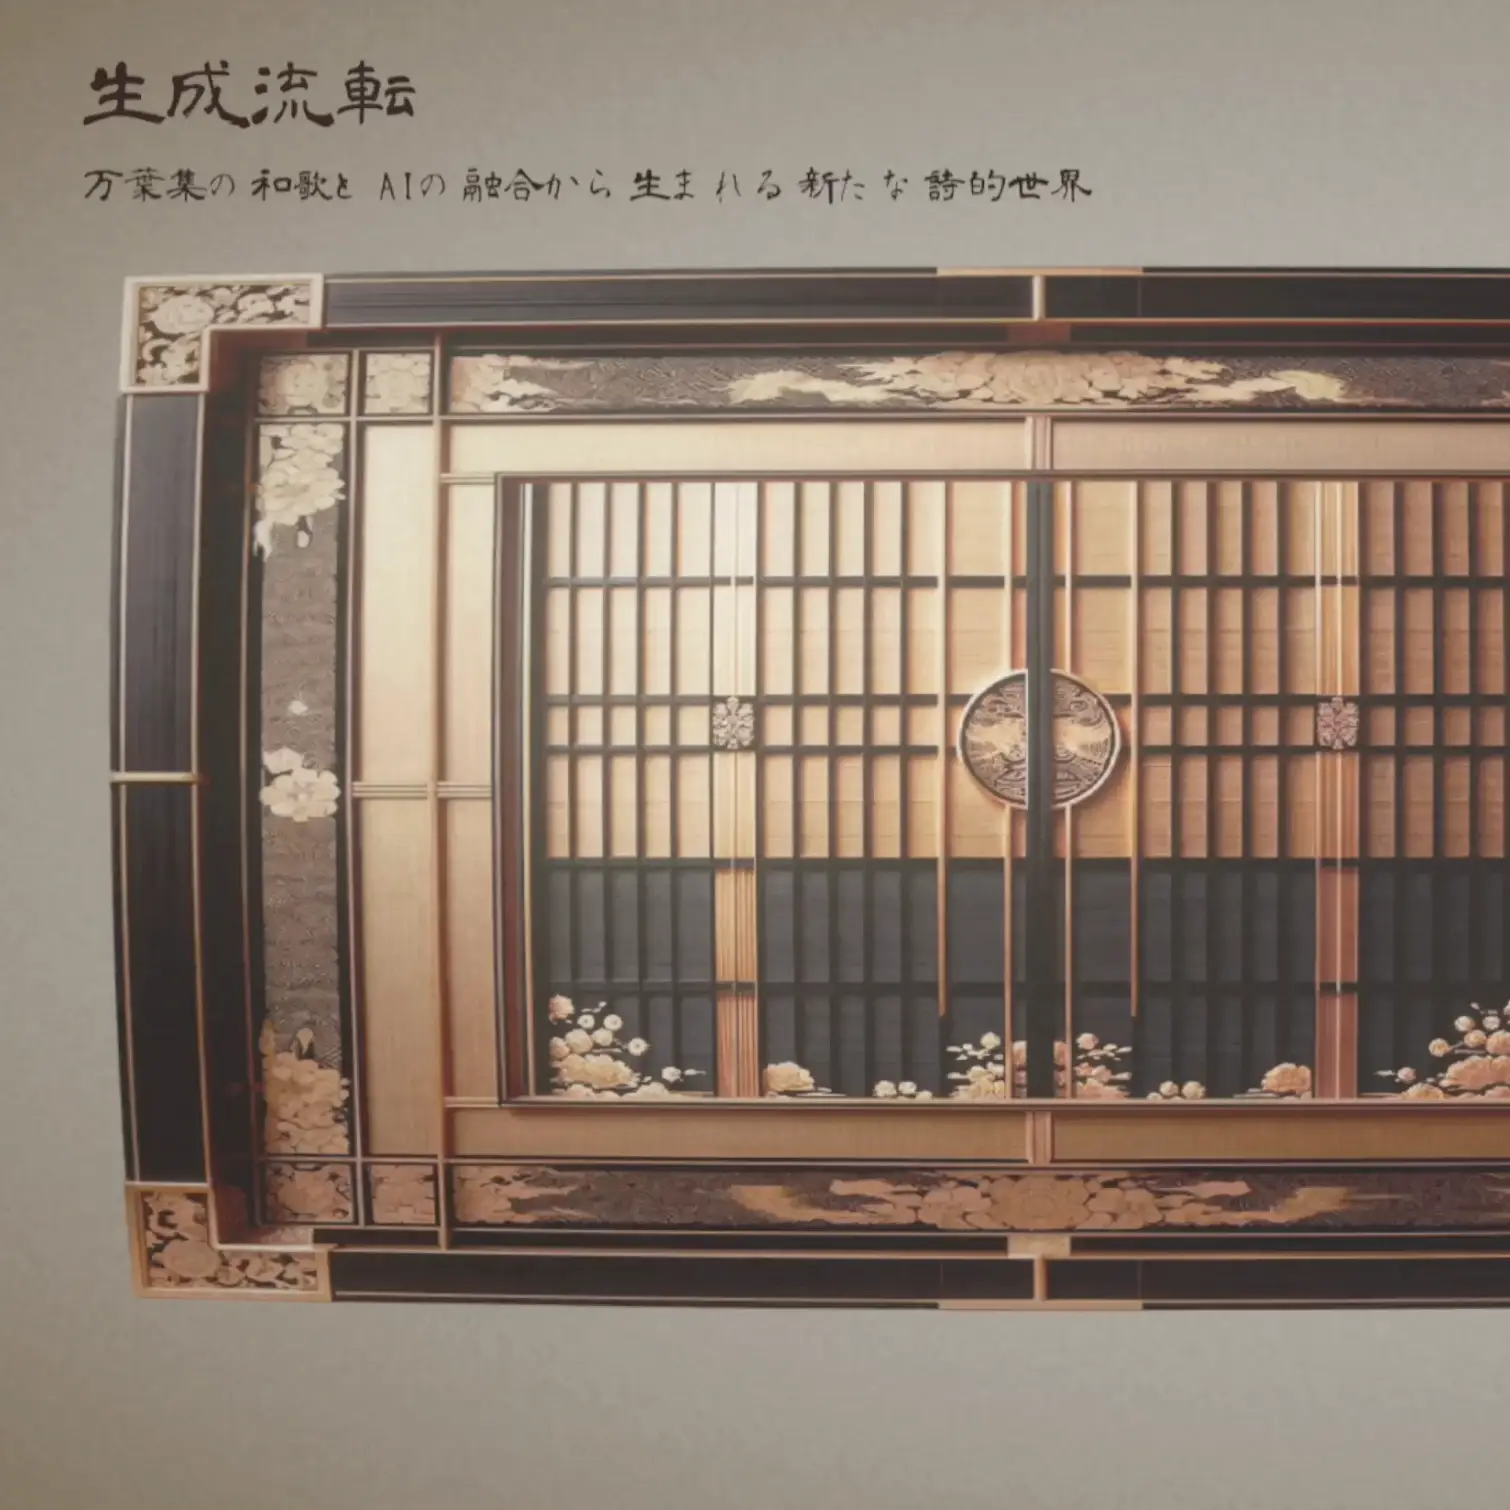 生成流転
万葉集の和歌とAIの融合から生まれる新たな詩的世界